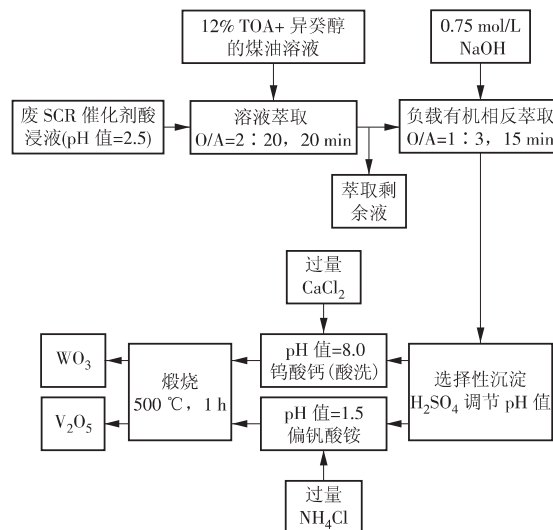 12% TOA+ 异癸醇
的煤油溶液
0.75 mol/L
NaOH
废 SCR 催化剂酸
浸液(pH 值=2.5)
溶液萃取
O/A=2∶20，20 min
负载有机相反萃取
O/A=1∶3，15 min
萃取剩
余液
过量
CaCl₂
WO₃
V₂O₅
煅烧
500 ℃，1 h
pH 值=8.0
钨酸钙(酸洗)
pH 值=1.5
偏钒酸铵
选择性沉淀
H₂SO₄ 调节 pH 值
过量
NH₄Cl